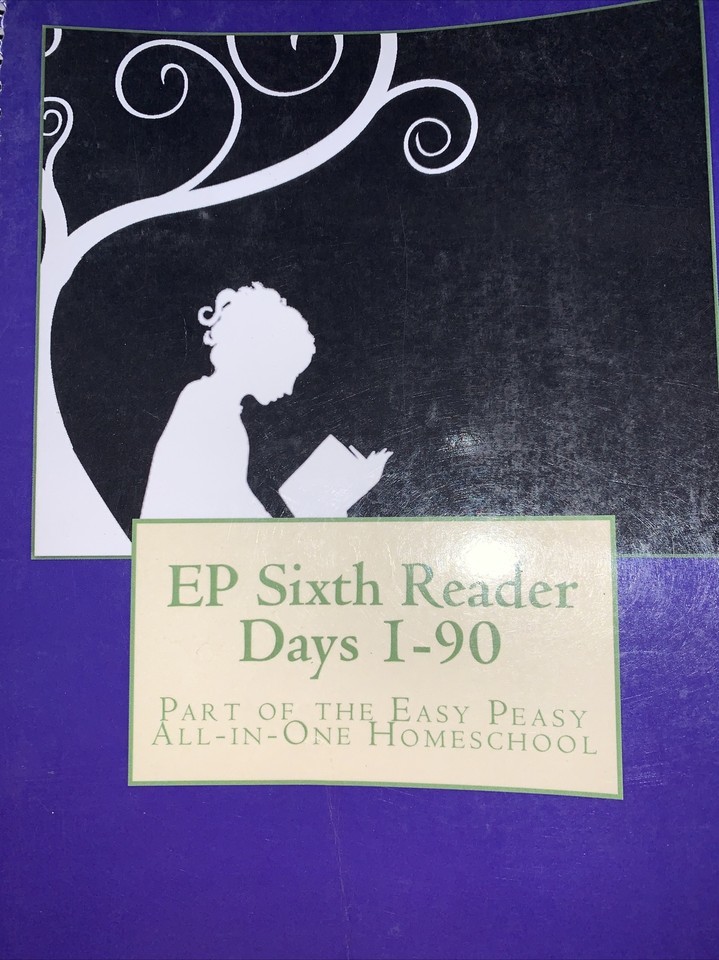 EP Sixth Reader
Days 1-90
Part of the Easy Peasy
All-in-One Homeschool